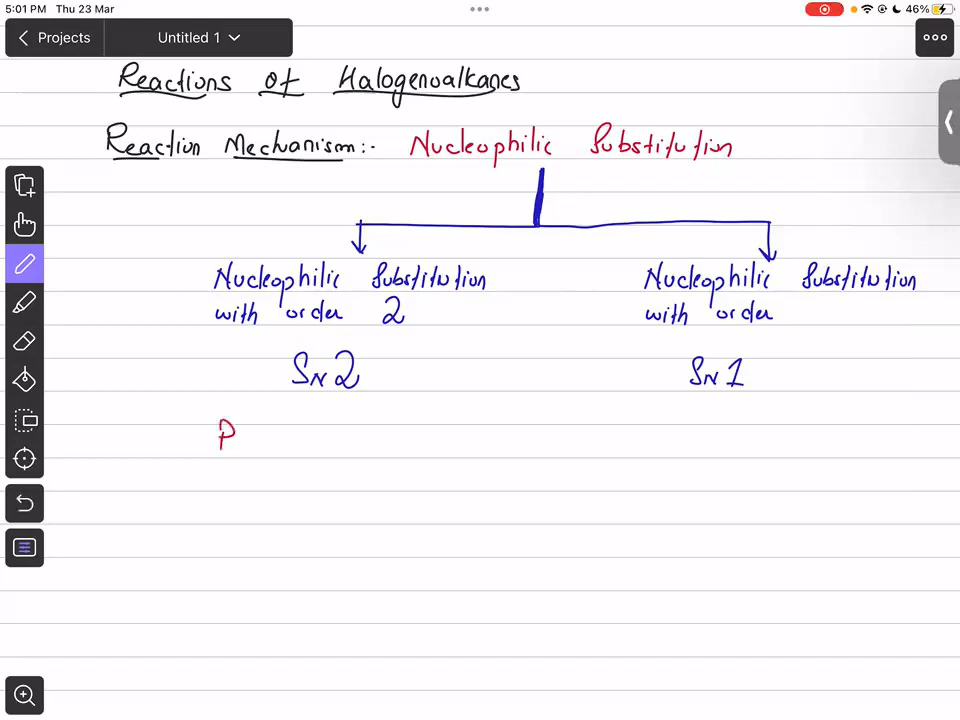 5:01 PM Thu 23 Mar
46%
Projects
Untitled 1
Reactions of Halogenoalkanes
Reaction Mechanism:- Nucleophilic Substitution
Nucleophilic Substitution
with order 2
SN2
Nucleophilic Substitution
with order
SN1
P